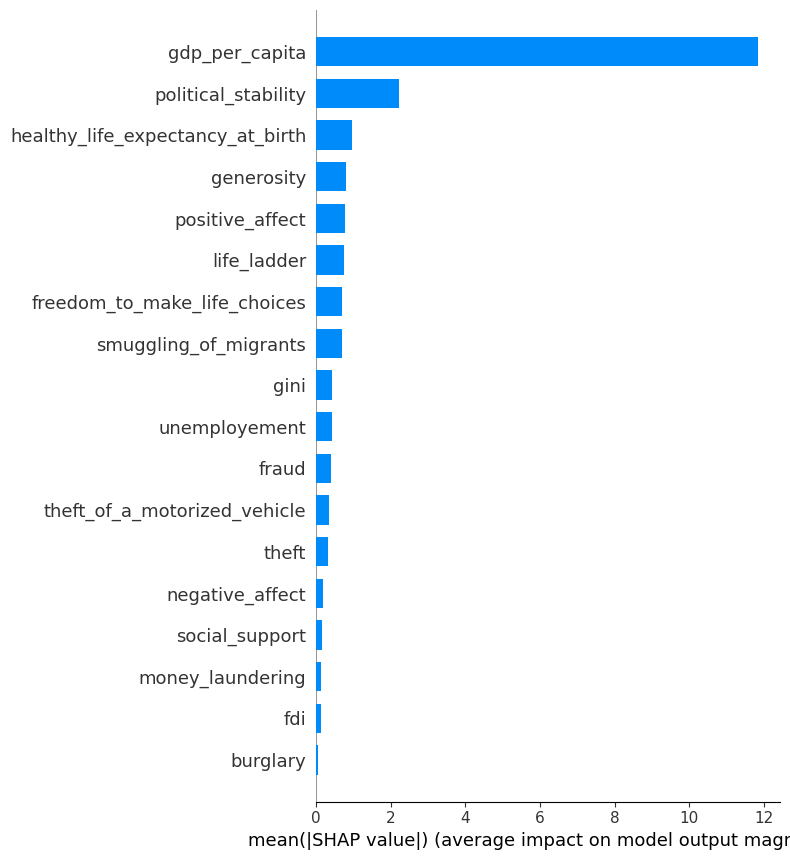 gdp_per_capita
political_stability
healthy_life_expectancy_at_birth
generosity
positive_affect
life_ladder
freedom_to_make_life_choices
smuggling_of_migrants
gini
unemployement
fraud
theft_of_a_motorized_vehicle
theft
negative_affect
social_support
money_laundering
fdi
burglary
0 2 4 6 8 10 12
mean(|SHAP value|) (average impact on model output magr